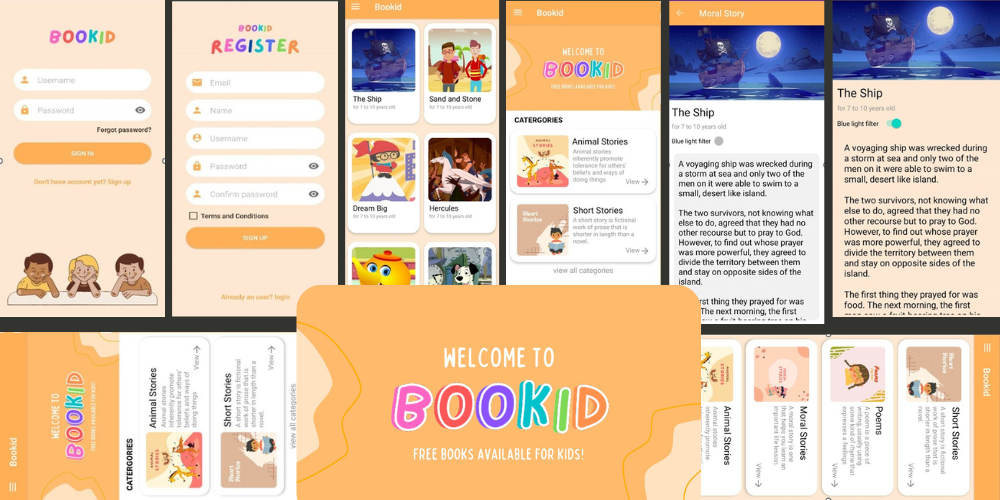 BOOKID
Username
Password
Forgot password?
SIGN IN
Don't have account yet? Sign up
BOOKID
REGISTER
Email
Name
Username
Password
Confirm password
Terms and Conditions
SIGN UP
Already an user? login
Bookid
The Ship
for 7 to 10 years old
Sand and Stone
for 7 to 10 years old
Dream Big
for 7 to 10 years old
Hercules
for 7 to 10 years old
Bookid
WELCOME TO
BOOKID
FREE BOOKS AVAILABLE FOR KIDS!
CATERGORIES
ANIMAL
STORIES
Animal Stories
Animal stories
inherently promote
tolerance for others'
beliefs and ways of
doing things
View
Short
Stories
Short Stories
A short story is fictional
work of prose that is
shorter in length than a
novel.
View
view all categories
Moral Story
The Ship
for 7 to 10 years old
Blue light filter
A voyaging ship was wrecked during
a storm at sea and only two of the
men on it were able to swim to a
small, desert like island.
The two survivors, not knowing what
else to do, agreed that they had no
other recourse but to pray to God.
However, to find out whose prayer
was more powerful, they agreed to
divide the territory between them
and stay on opposite sides of the
island.
rst thing they prayed for was
The next morning, the first
The Ship
for 7 to 10 years old
Blue light filter
A voyaging ship was wrecked during
a storm at sea and only two of the
men on it were able to swim to a
small, desert like island.
The two survivors, not knowing what
else to do, agreed that they had no
other recourse but to pray to God.
However, to find out whose prayer
was more powerful, they agreed to
divide the territory between them
and stay on opposite sides of the
island.
The first thing they prayed for was
food. The next morning, the first
Bookid
WELCOME TO
BOOKID
FREE BOOKS AVAILABLE FOR KIDS!
CATERGORIES
ANIMAL
STORIES
Animal Stories
Animal stories
inherently promote
tolerance for others'
beliefs and ways of
doing things
View
Short
Stories
Short Stories
A short story is fictional
work of prose that is
shorter in length than a
novel.
View
view all categories
WELCOME TO
BOOKID
FREE BOOKS AVAILABLE FOR KIDS!
Bookid
Short
Stories
Short Stories
A short story is fictional
work of prose that is
shorter in length than a
novel.
View
Poems
Poems
A poem is a piece of
writing, usually using
some kind of rhyme that
expresses a feelings
View
Moral Stories
A moral story is one
that helps you learn an
important life lesson.
View
Animal Stories
Animal stories
inherently promote